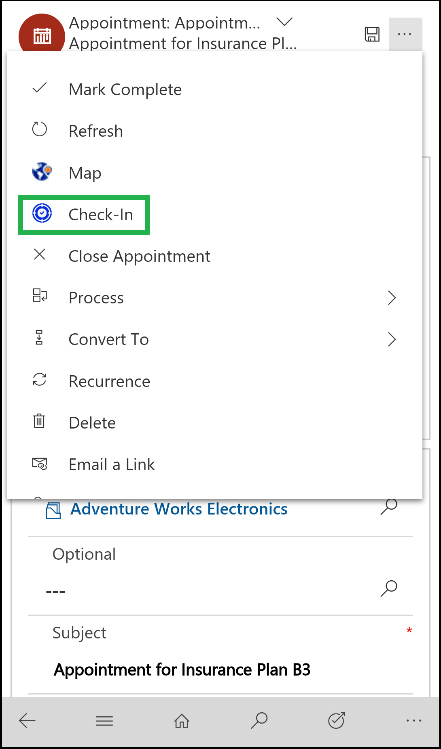 Appointment: Appointm...
Appointment for Insurance Pl...
Mark Complete
Refresh
Map
Check-In
Close Appointment
Process
Convert To
Recurrence
Delete
Email a Link
Adventure Works Electronics
Optional
---
Subject *
Appointment for Insurance Plan B3